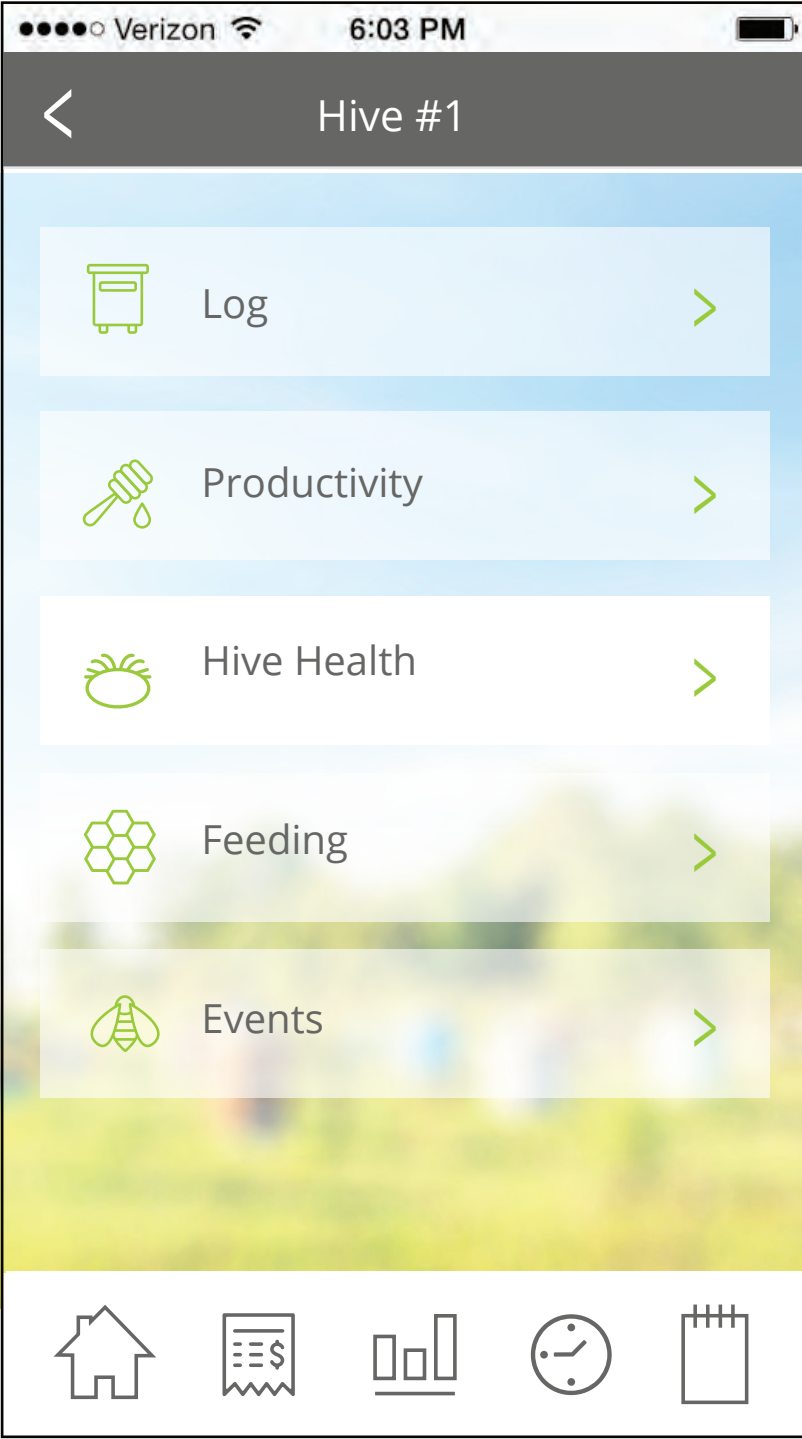 Verizon 6:03 PM
Hive #1
Log
Productivity
Hive Health
Feeding
Events
$